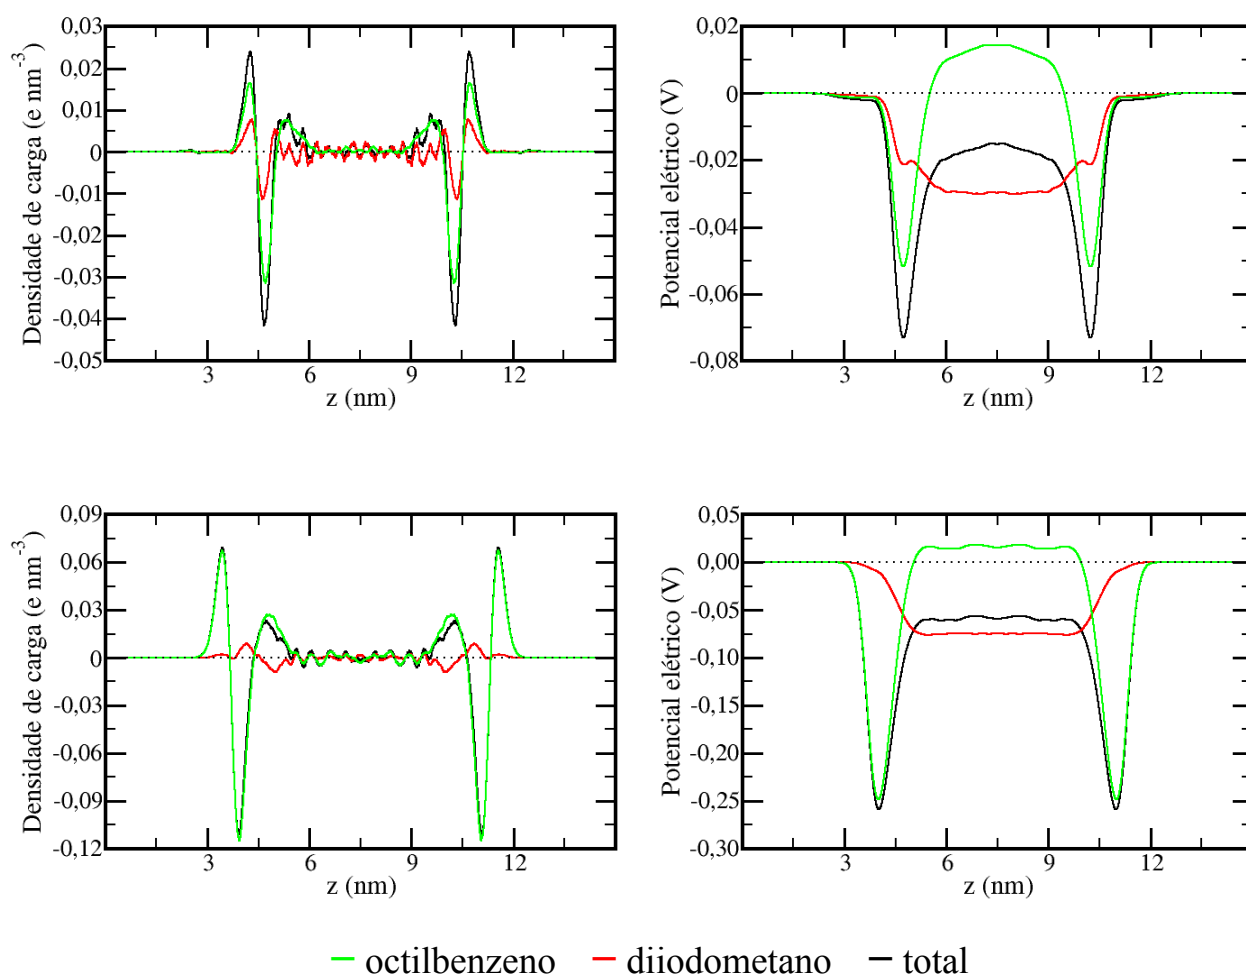 0,03
0.03
0.01
0
-0.01
-0.03
-0.04
-0,05
Densidade de carga (e nm⁻³)
3 6 9 12
z (nm)
0,02
0,00
-0,02
-0,04
-0,06
-0,08
Potencial elétrico (V)
3 6 9 12
z (nm)
0,09
0.06
0.03
0
-0.03
-0.06
-0.09
-0,12
Densidade de carga (e nm⁻³)
3 6 9 12
z (nm)
0,05
0.00
-0,05
-0,10
-0,15
-0,20
-0,25
-0,30
Potencial elétrico (V)
3 6 9 12
z (nm)
octilbenzeno diiodometano total